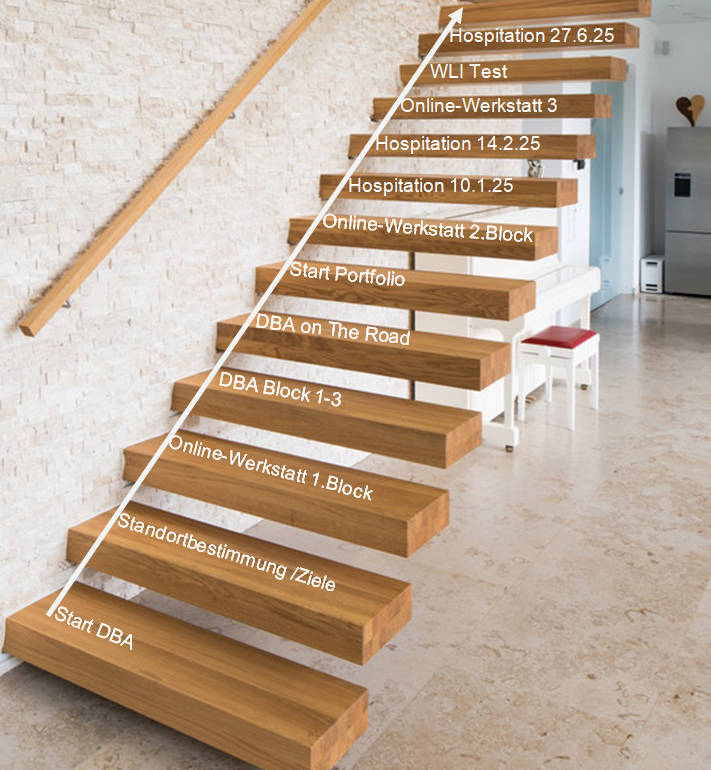 Hospitation 27.6.25
WLI Test
Online-Werkstatt 3
Hospitation 14.2.25
Hospitation 10.1.25
Online-Werkstatt 2.Block
Start Portfolio
DBA on The Road
DBA Block 1-3
Online-Werkstatt 1.Block
Standortbestimmung /Ziele
Start DBA